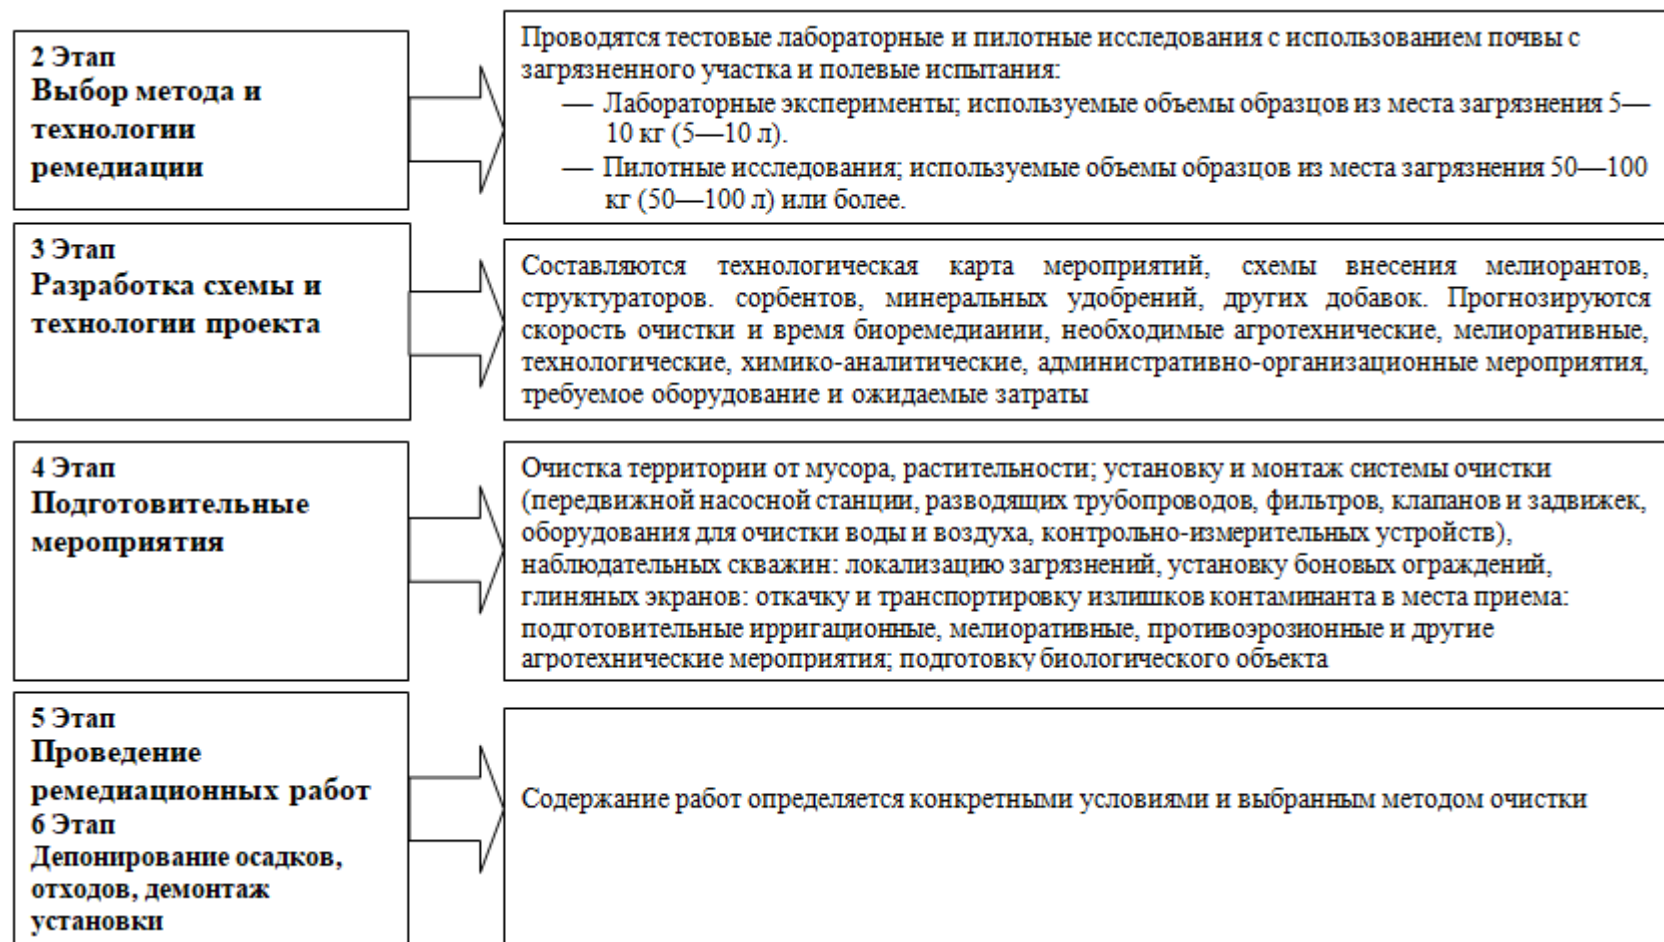 2 Этап
Выбор метода и
технологии
ремедиации
Проводятся тестовые лабораторные и пилотные исследования с использованием почвы с
загрязненного участка и полевые испытания:
— Лабораторные эксперименты; используемые объемы образцов из места загрязнения 5—
10 кг (5—10 л).
— Пилотные исследования; используемые объемы образцов из места загрязнения 50—100
кг (50—100 л) или более.
3 Этап
Разработка схемы и
технологии проекта
Составляются технологическая карта мероприятий, схемы внесения мелиорантов,
структураторов. сорбентов, минеральных удобрений, других добавок. Прогнозируются
скорость очистки и время биоремедиаиии, необходимые агротехнические, мелиоративные,
технологические, химико-аналитические, административно-организационные мероприятия,
требуемое оборудование и ожидаемые затраты
4 Этап
Подготовительные
мероприятия
Очистка территории от мусора, растительности; установку и монтаж системы очистки
(передвижной насосной станции, разводящих трубопроводов, фильтров, клапанов и задвижек,
оборудования для очистки воды и воздуха, контрольно-измерительных устройств),
наблюдательных скважин: локализацию загрязнений, установку боновых ограждений,
глиняных экранов: откачку и транспортировку излишков контаминанта в места приема:
подготовительные ирригационные, мелиоративные, противоэрозионные и другие
агротехнические мероприятия; подготовку биологического объекта
5 Этап
Проведение
ремедиационных работ
6 Этап
Депонирование осадков,
отходов, демонтаж
установки
Содержание работ определяется конкретными условиями и выбранным методом очистки